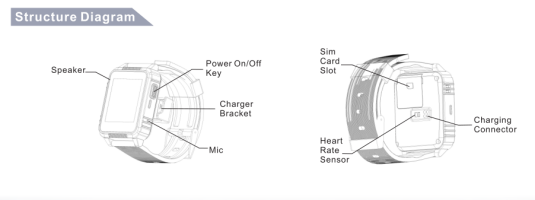 Structure Diagram
Speaker
Power On/Off
Key
Charger
Bracket
Mic
Sim
Card
Slot
Heart
Rate
Sensor
Charging
Connector